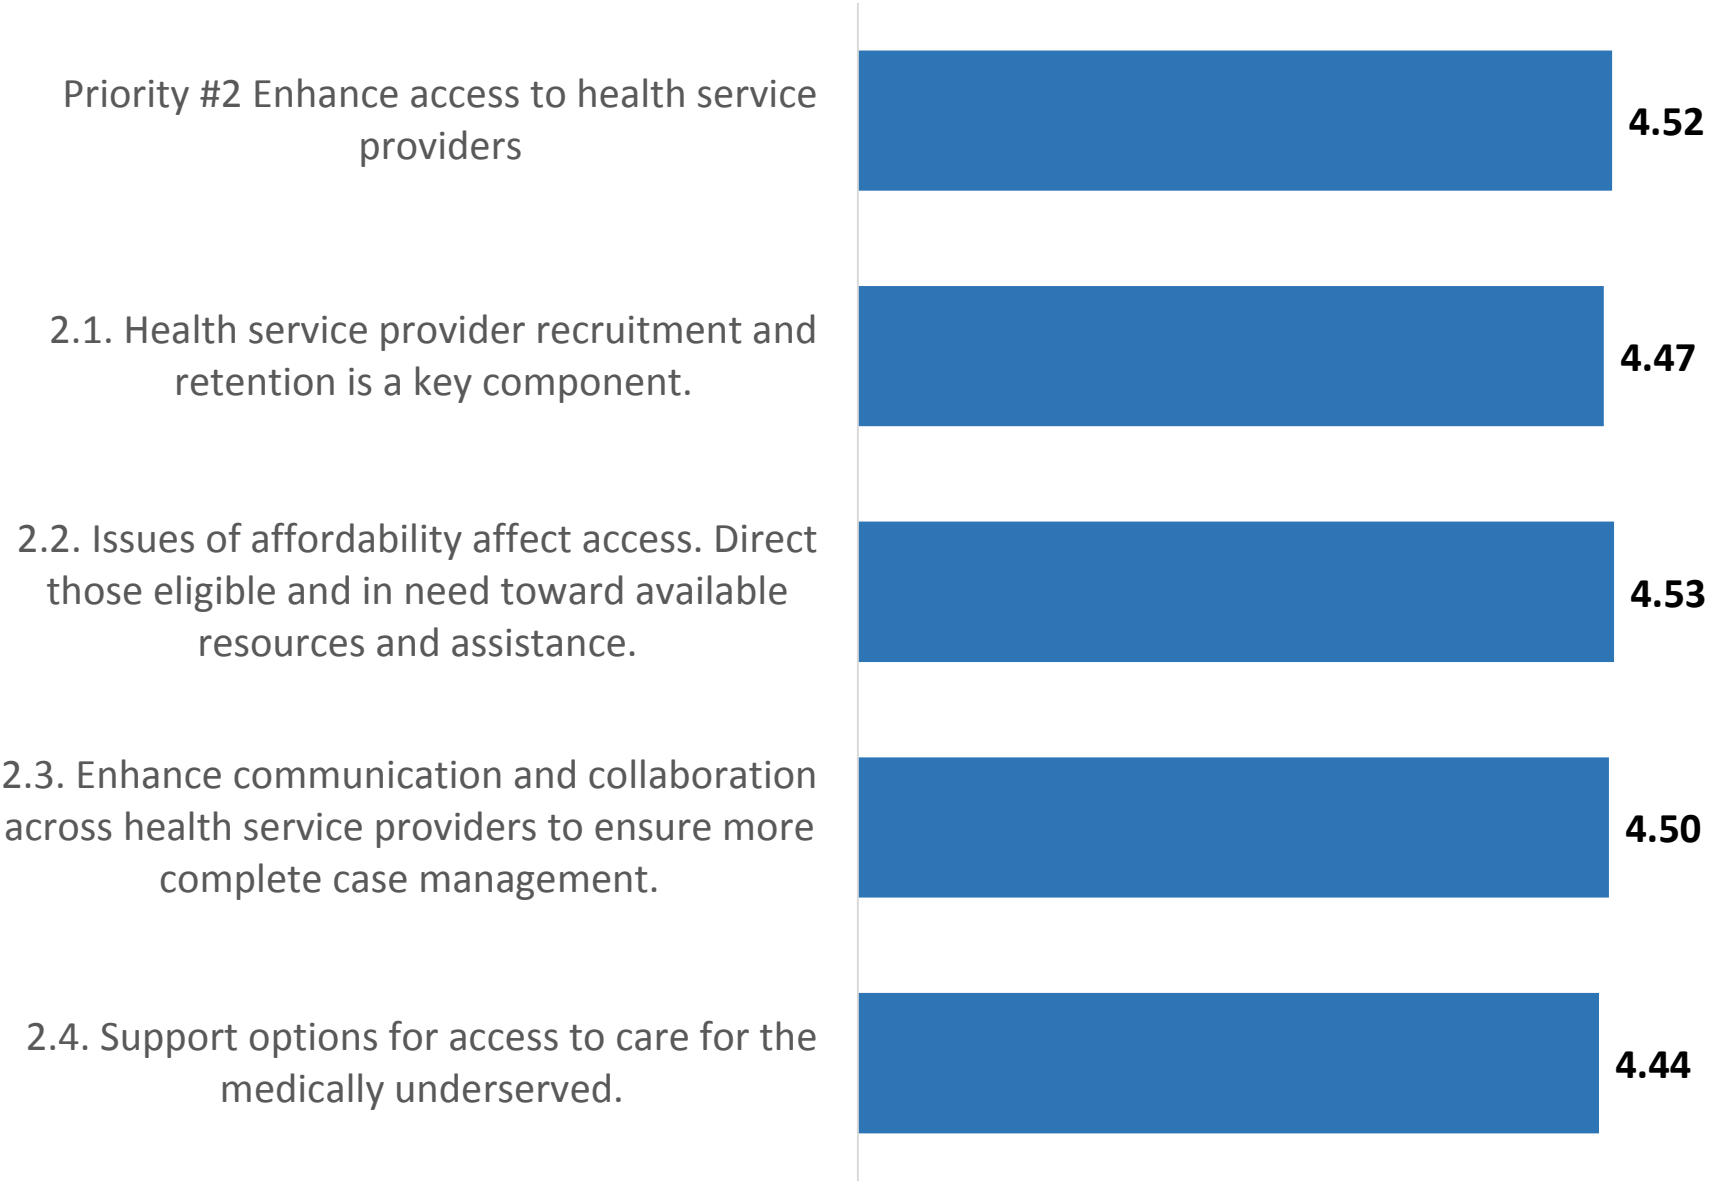 Priority #2 Enhance access to health service
providers
4.52
2.1. Health service provider recruitment and
retention is a key component.
4.47
2.2. Issues of affordability affect access. Direct
those eligible and in need toward available
resources and assistance.
4.53
2.3. Enhance communication and collaboration
across health service providers to ensure more
complete case management.
4.50
2.4. Support options for access to care for the
medically underserved.
4.44